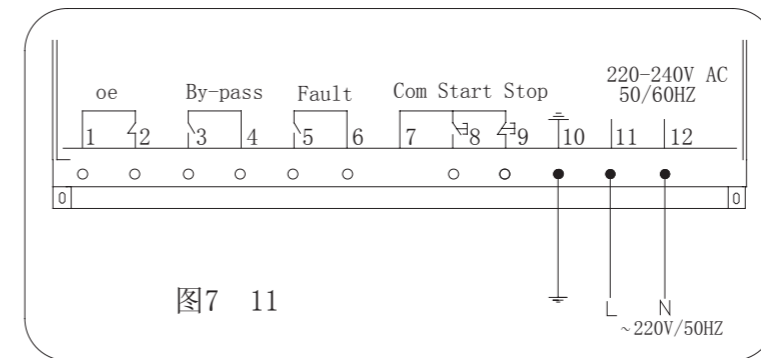 oe By-pass Fault Com Start Stop 220-240V AC
50/60HZ
1 2 3 4 5 6 7 8 9 10 11 12
0 0
图7 11
L N
~220V/50HZ